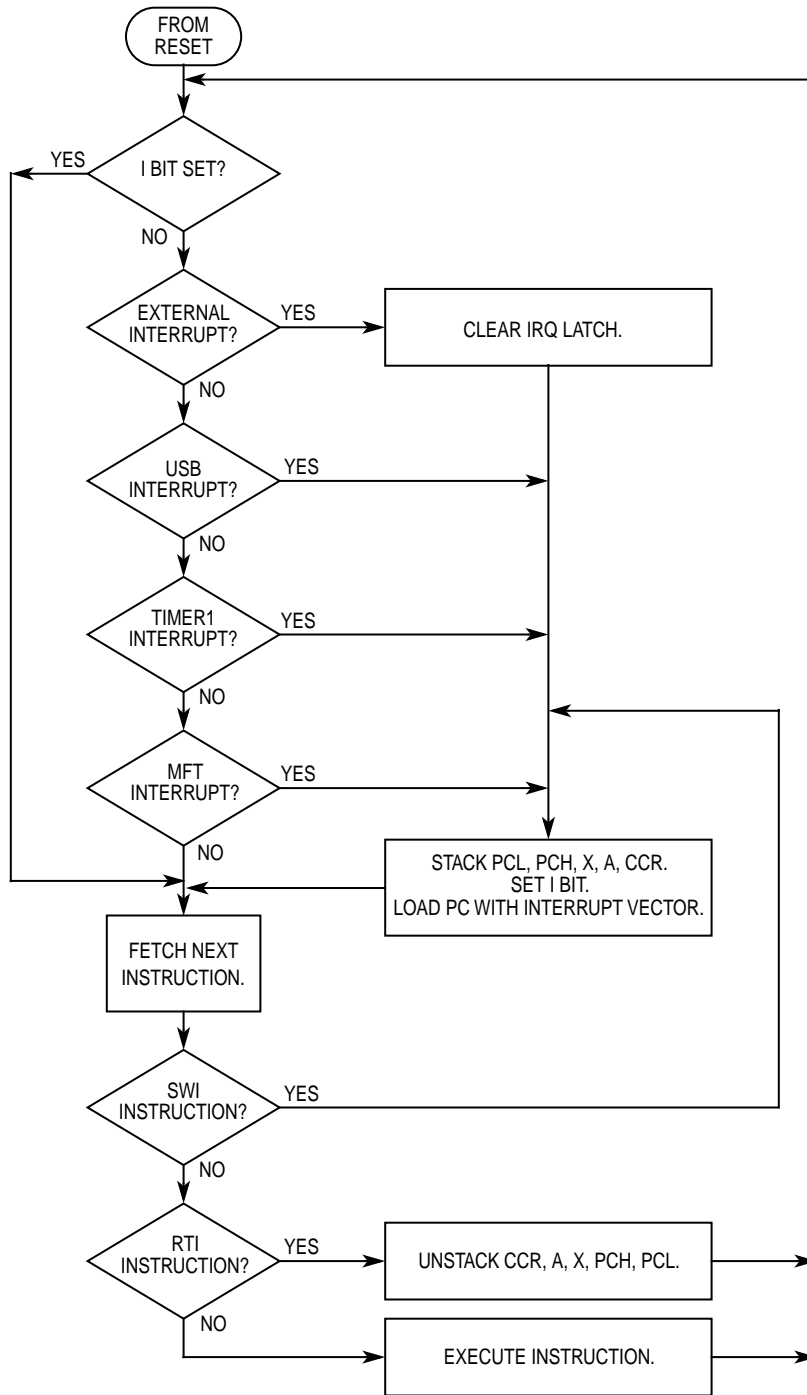 FROM
RESET
I BIT SET?
YES
NO
EXTERNAL
INTERRUPT?
YES
CLEAR IRQ LATCH.
NO
USB
INTERRUPT?
YES
NO
TIMER1
INTERRUPT?
YES
NO
MFT
INTERRUPT?
YES
NO
STACK PCL, PCH, X, A, CCR.
SET I BIT.
LOAD PC WITH INTERRUPT VECTOR.
FETCH NEXT
INSTRUCTION.
SWI
INSTRUCTION?
YES
NO
RTI
INSTRUCTION?
YES
UNSTACK CCR, A, X, PCH, PCL.
NO
EXECUTE INSTRUCTION.